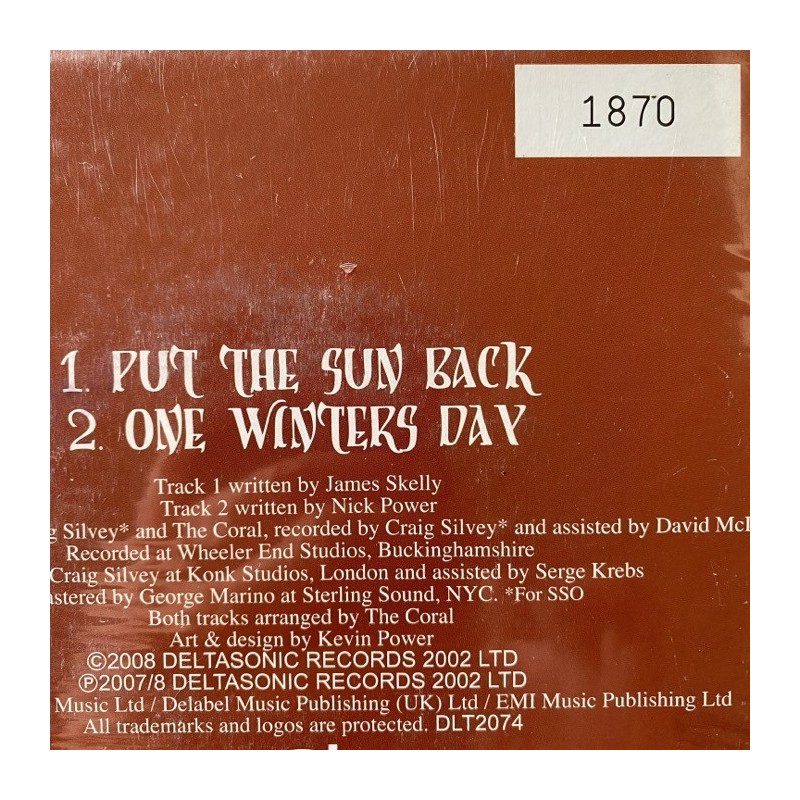 1870
1. PUT THE SUN BACK
2. ONE WINTERS DAY
Track 1 written by James Skelly
Track 2 written by Nick Power
Silvey* and The Coral, recorded by Craig Silvey* and assisted by David
Recorded at Wheeler End Studios, Buckinghamshire
Craig Silvey at Konk Studios, London and assisted by Serge Krebs
by George Marino at Sterling Sound, NYC. *For SSO
Both tracks arranged by The Coral
Art & design by Kevin Power
©2008 DELTASONIC RECORDS 2002 LTD
℗2007/8 DELTASONIC RECORDS 2002 LTD
Music Ltd / Delabel Music Publishing (UK) Ltd / EMI Music Publishing Ltd
All trademarks and logos are protected. DLT2074